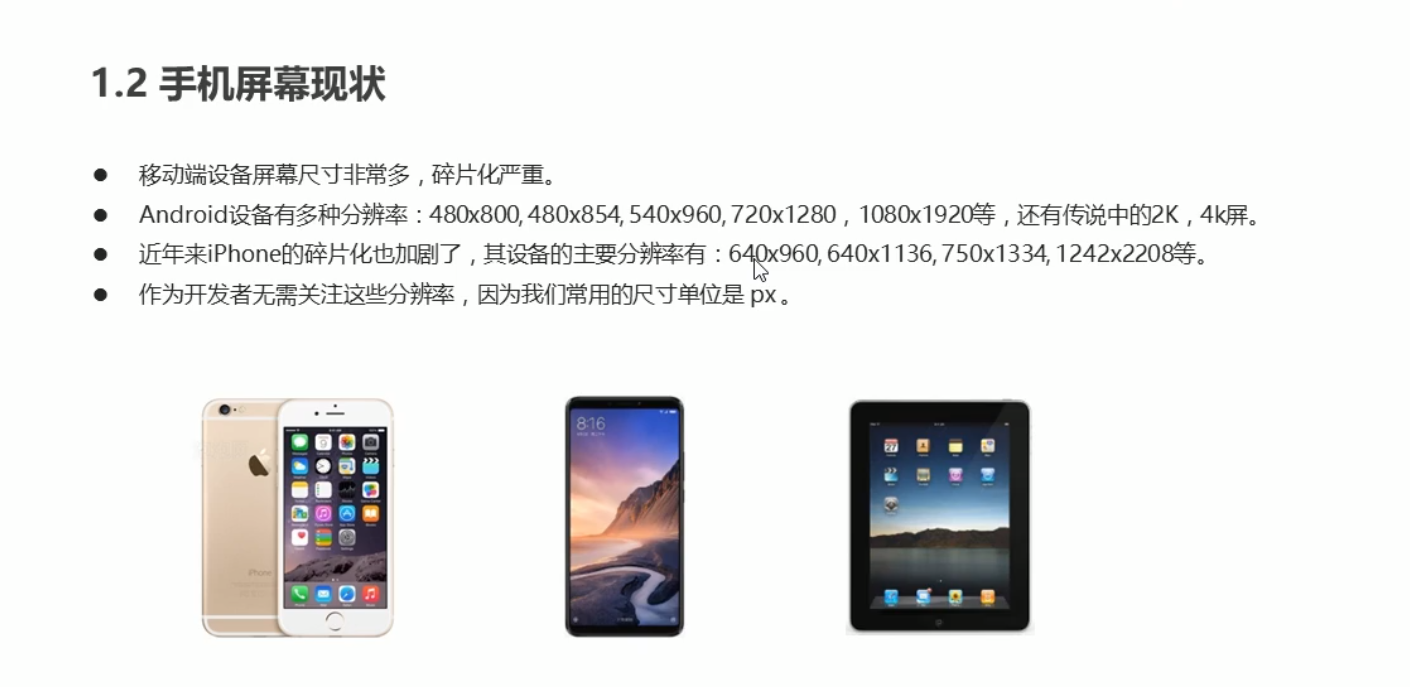 1.2 手机屏幕现状
● 移动端设备屏幕尺寸非常多，碎片化严重。
● Android设备有多种分辨率：480x800, 480x854, 540x960, 720x1280，1080x1920等，还有传说中的2K，4k屏。
● 近年来iPhone的碎片化也加剧了，其设备的主要分辨率有：640x960, 640x1136, 750x1334, 1242x2208等。
● 作为开发者无需关注这些分辨率，因为我们常用的尺寸单位是 px 。
8:16
iPhone